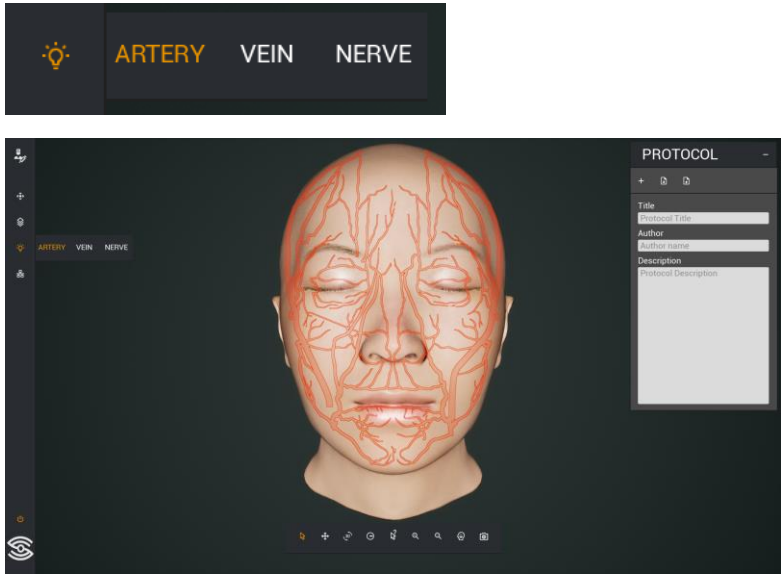 ARTERY VEIN NERVE
PROTOCOL
ARTERY VEIN NERVE
Title
Protocol Title
Author
Author name
Description
Protocol Description